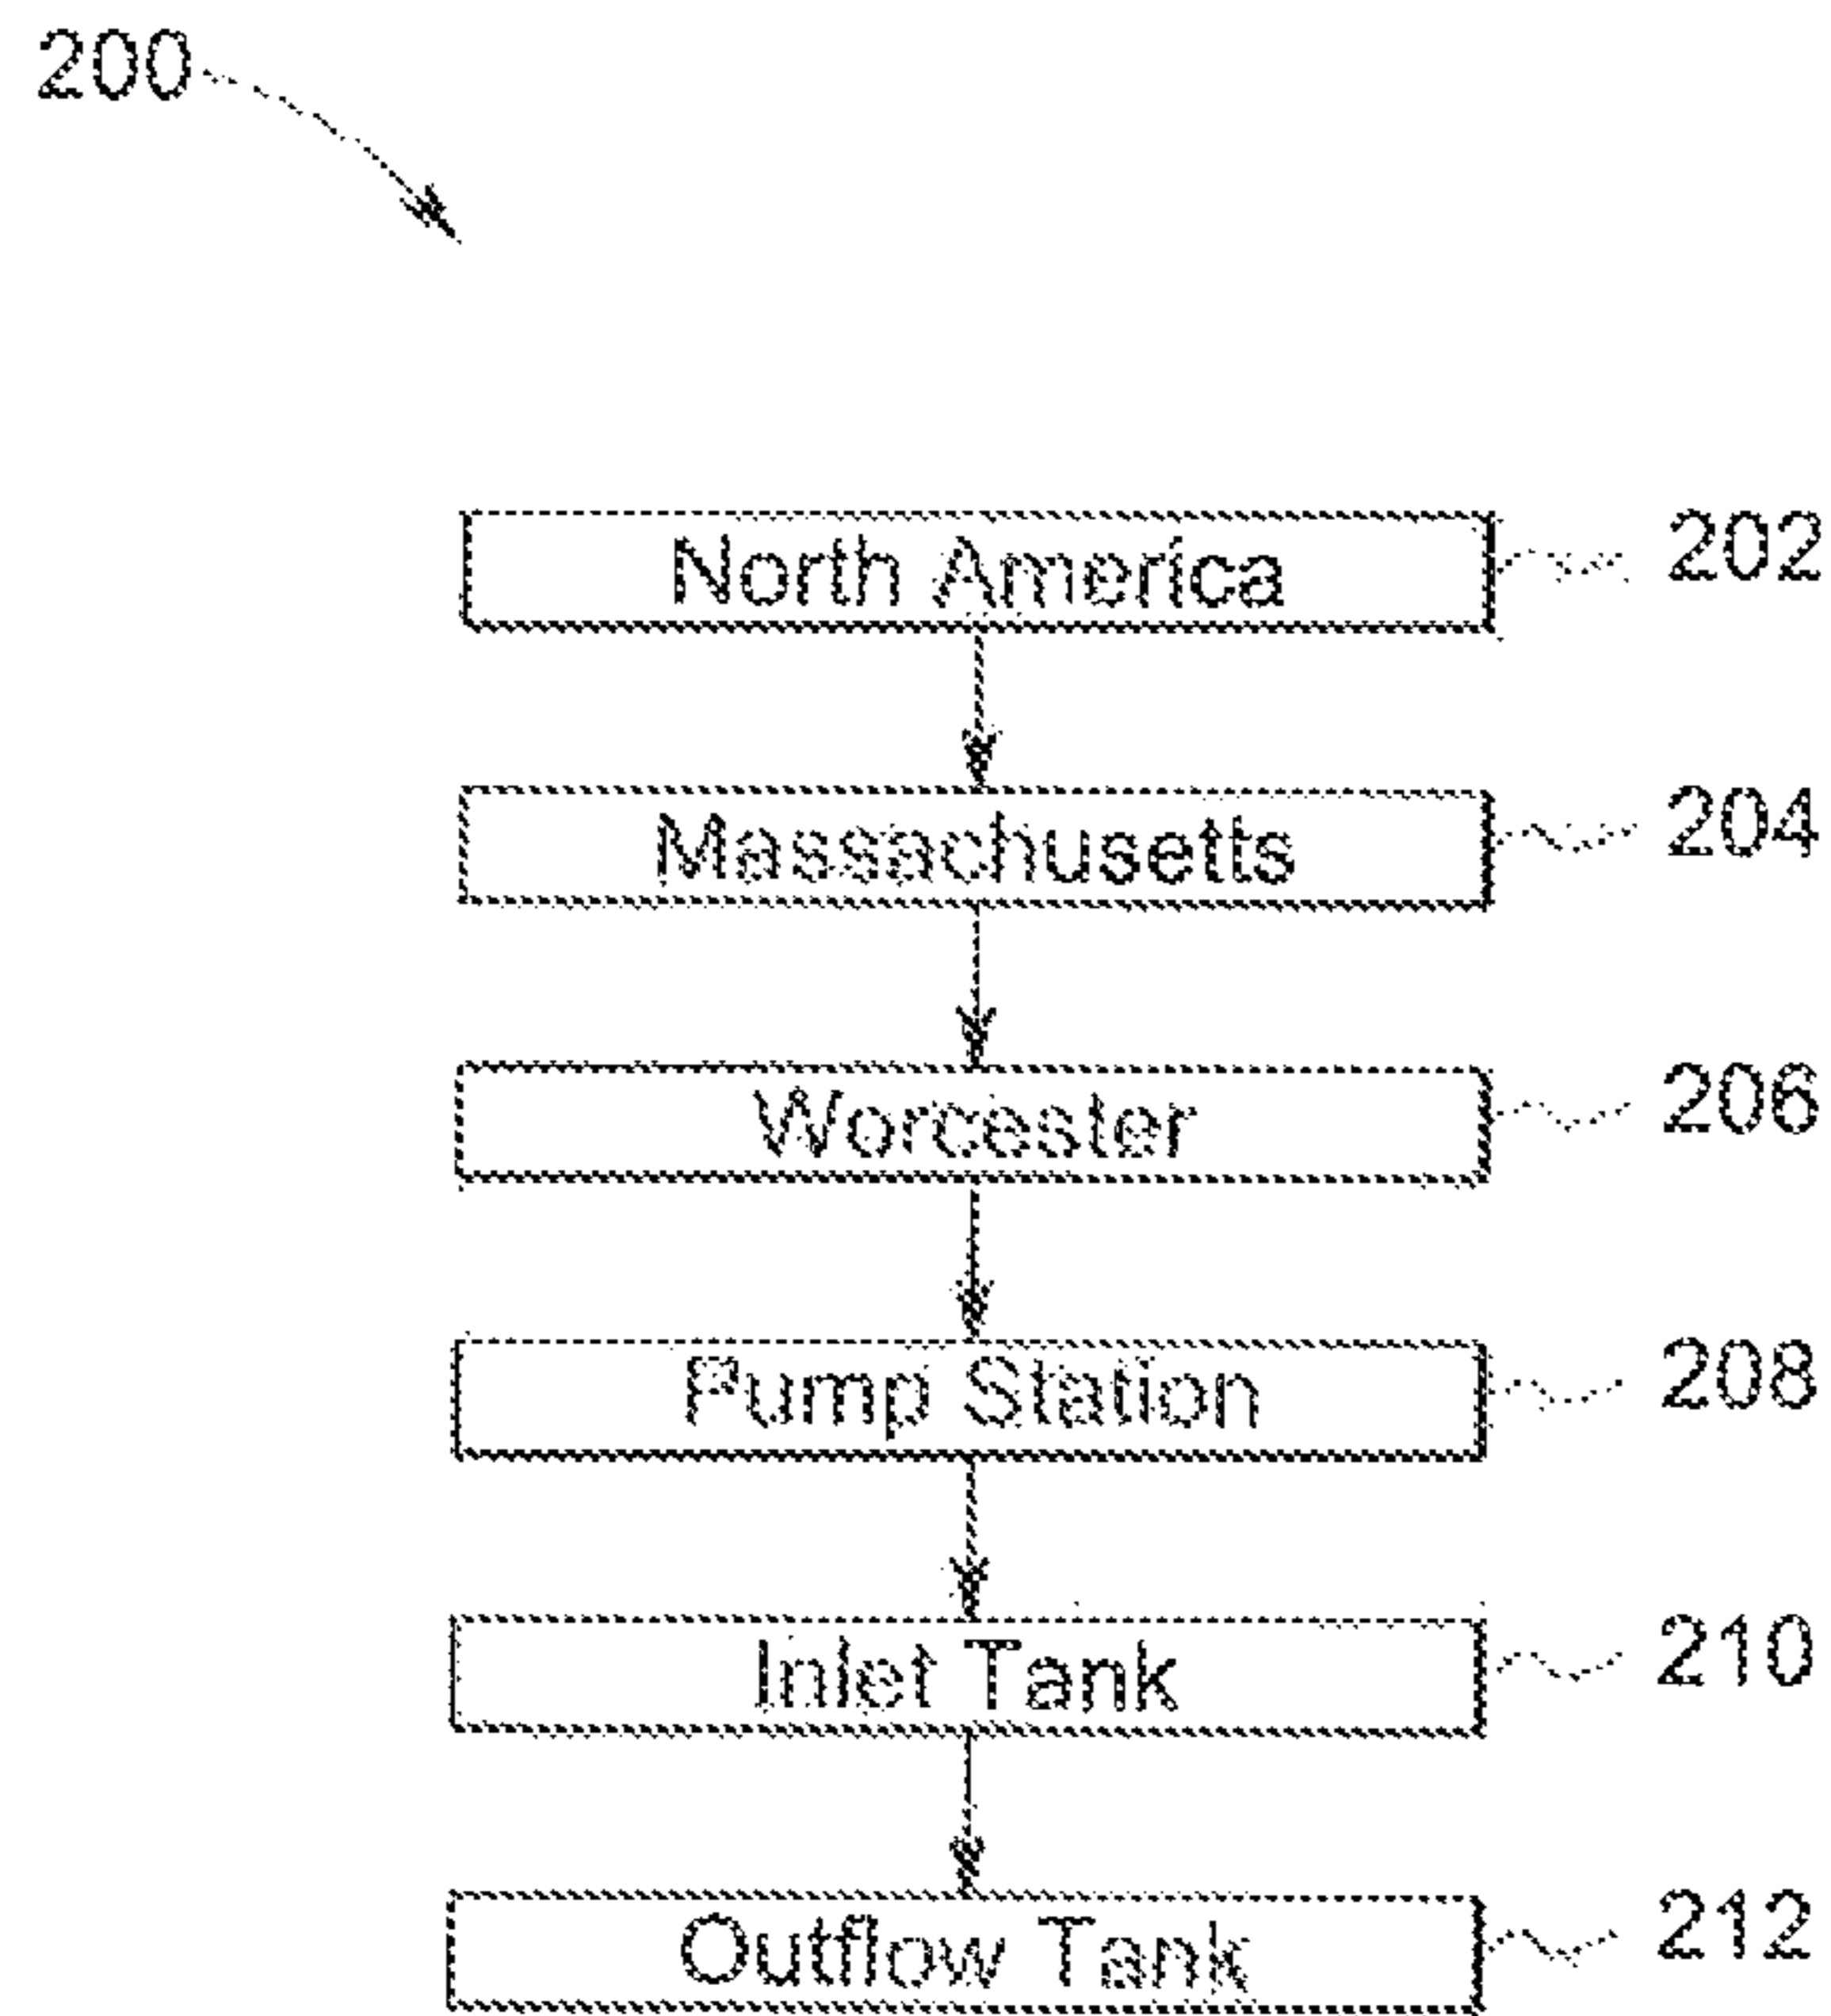 200
North America 202
Massachusetts 204
Worcester 206
Pump Station 208
Inlet Tank 210
Outflow Tank 212